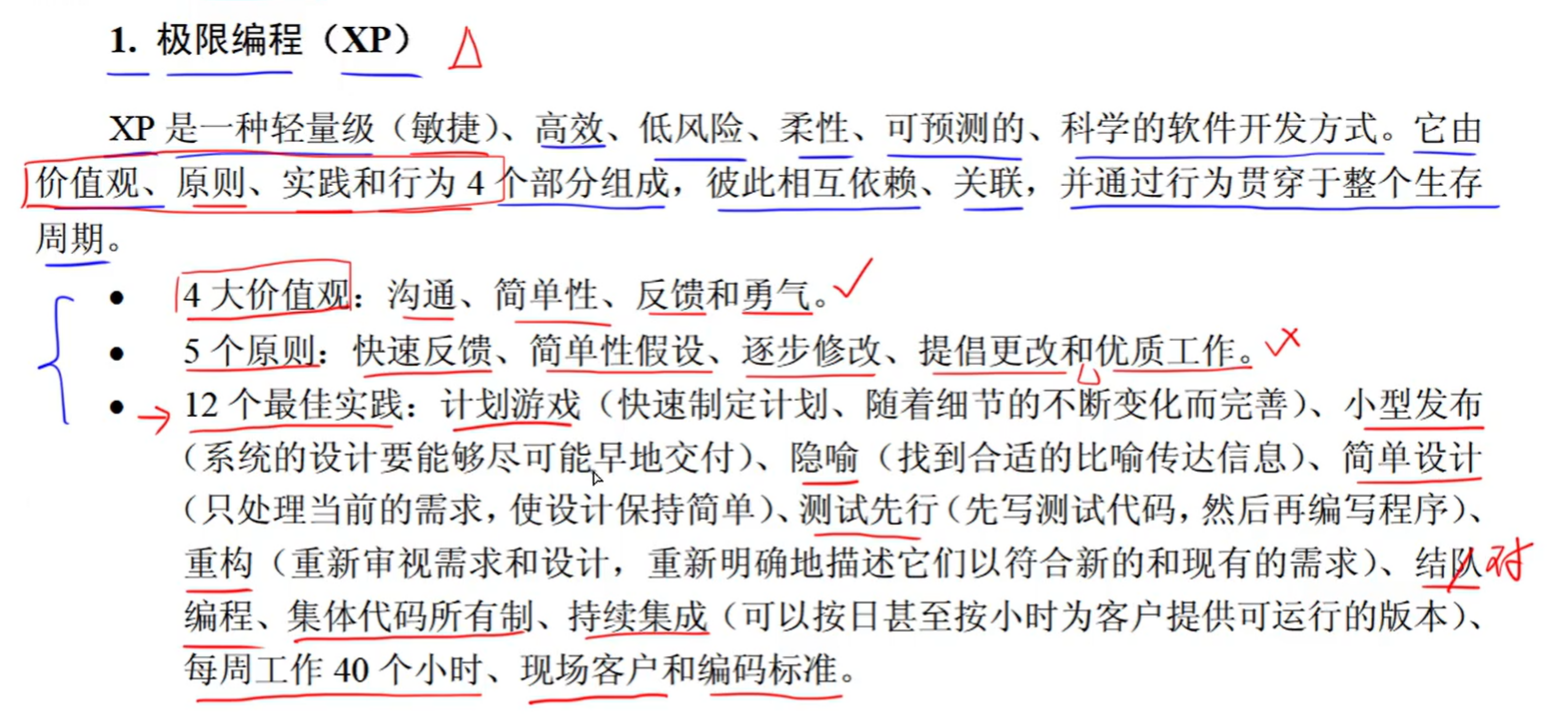 1. 极限编程（XP）
XP 是一种轻量级（敏捷）、高效、低风险、柔性、可预测的、科学的软件开发方式。它由
价值观、原则、实践和行为 4 个部分组成，彼此相互依赖、关联，并通过行为贯穿于整个生存
周期。
● 4 大价值观：沟通、简单性、反馈和勇气。
● 5 个原则：快速反馈、简单性假设、逐步修改、提倡更改和优质工作。
● 12 个最佳实践：计划游戏（快速制定计划、随着细节的不断变化而完善）、小型发布
（系统的设计要能够尽可能早地交付）、隐喻（找到合适的比喻传达信息）、简单设计
（只处理当前的需求，使设计保持简单）、测试先行（先写测试代码，然后再编写程序）、
重构（重新审视需求和设计，重新明确地描述它们以符合新的和现有的需求）、结队 对
编程、集体代码所有制、持续集成（可以按日甚至按小时为客户提供可运行的版本）、
每周工作 40 个小时、现场客户和编码标准。